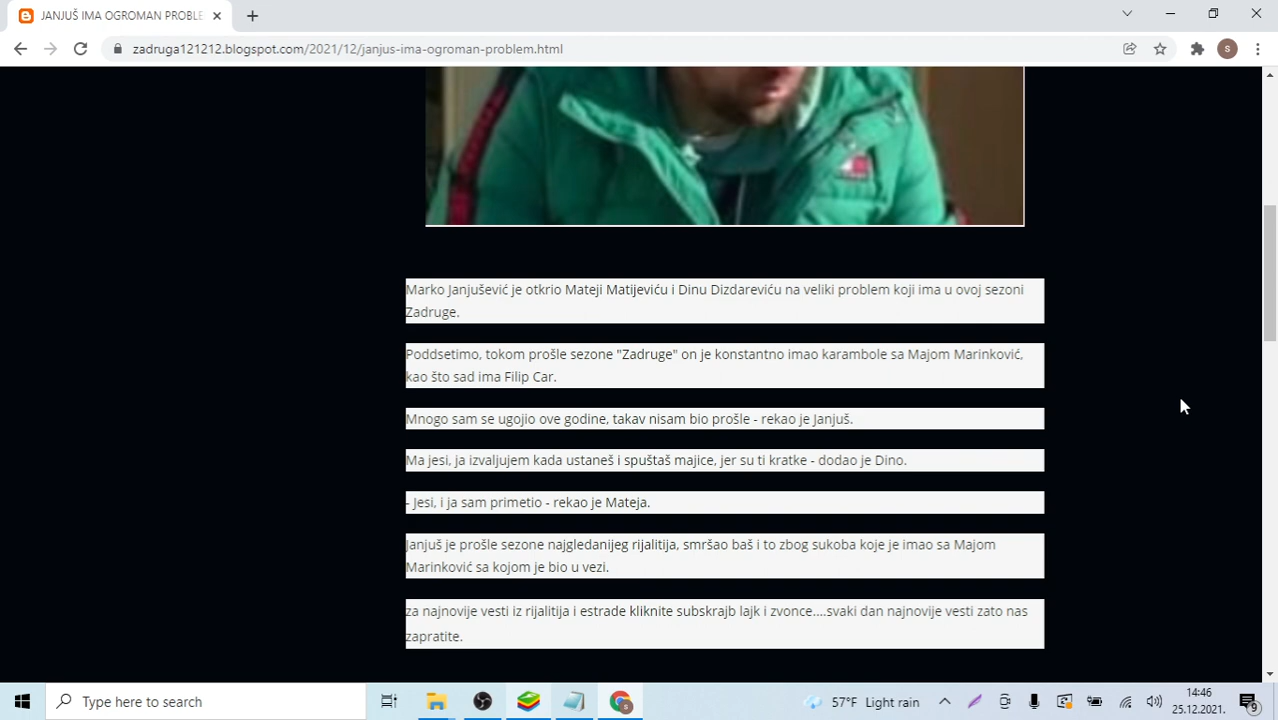 JANJUŠ IMA OGROMAN PROBLE
zadruga121212.blogspot.com/2021/12/janjus-ima-ogroman-problem.html
S
Marko Janjušević je otkrio Mateji Matijeviću i Dinu Dizdareviću na veliki problem koji ima u ovoj sezoni
Zadruge.
Poddsetimo, tokom prošle sezone "Zadruge" on je konstantno imao karambole sa Majom Marinković,
kao što sad ima Filip Car.
Mnogo sam se ugojio ove godine, takav nisam bio prošle - rekao je Janjuš.
Ma jesi, ja izvaljujem kada ustaneš i spuštaš majice, jer su ti kratke - dodao je Dino.
- Jesi, i ja sam primetio - rekao je Mateja.
Janjuš je prošle sezone najgledanijeg rijalitija, smršao baš i to zbog sukoba koje je imao sa Majom
Marinković sa kojom je bio u vezi.
za najnovije vesti iz rijalitija i estrade kliknite subskrajb lajk i zvonce....svaki dan najnovije vesti zato nas
zapratite.
Type here to search
57°F Light rain
14:46
25.12.2021.
9